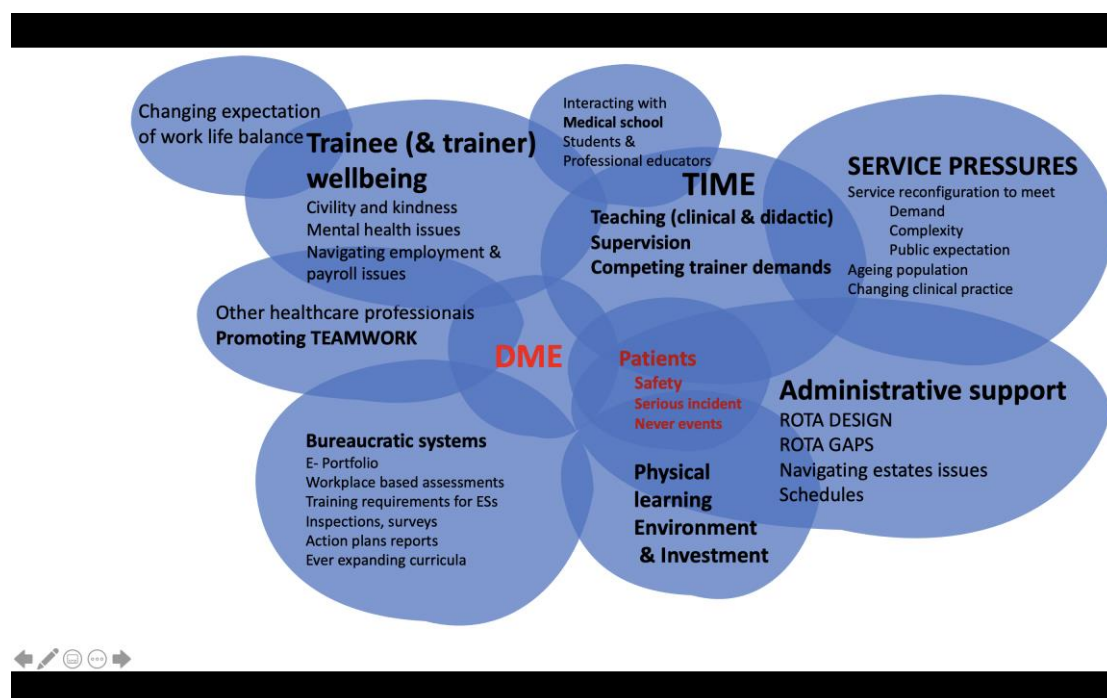 Changing expectation
of work life balance
Trainee (& trainer)
wellbeing
Civility and kindness
Mental health issues
Navigating employment &
payroll issues
Interacting with
Medical school
Students &
Professional educators
TIME
Teaching (clinical & didactic)
Supervision
Competing trainer demands
SERVICE PRESSURES
Service reconfiguration to meet
Demand
Complexity
Public expectation
Ageing population
Changing clinical practice
Other healthcare professionals
Promoting TEAMWORK
DME
Patients
Safety
Serious incident
Never events
Administrative support
ROTA DESIGN
ROTA GAPS
Navigating estates issues
Schedules
Bureaucratic systems
E- Portfolio
Workplace based assessments
Training requirements for ESs
Inspections, surveys
Action plans reports
Ever expanding curricula
Physical
learning
Environment
& Investment